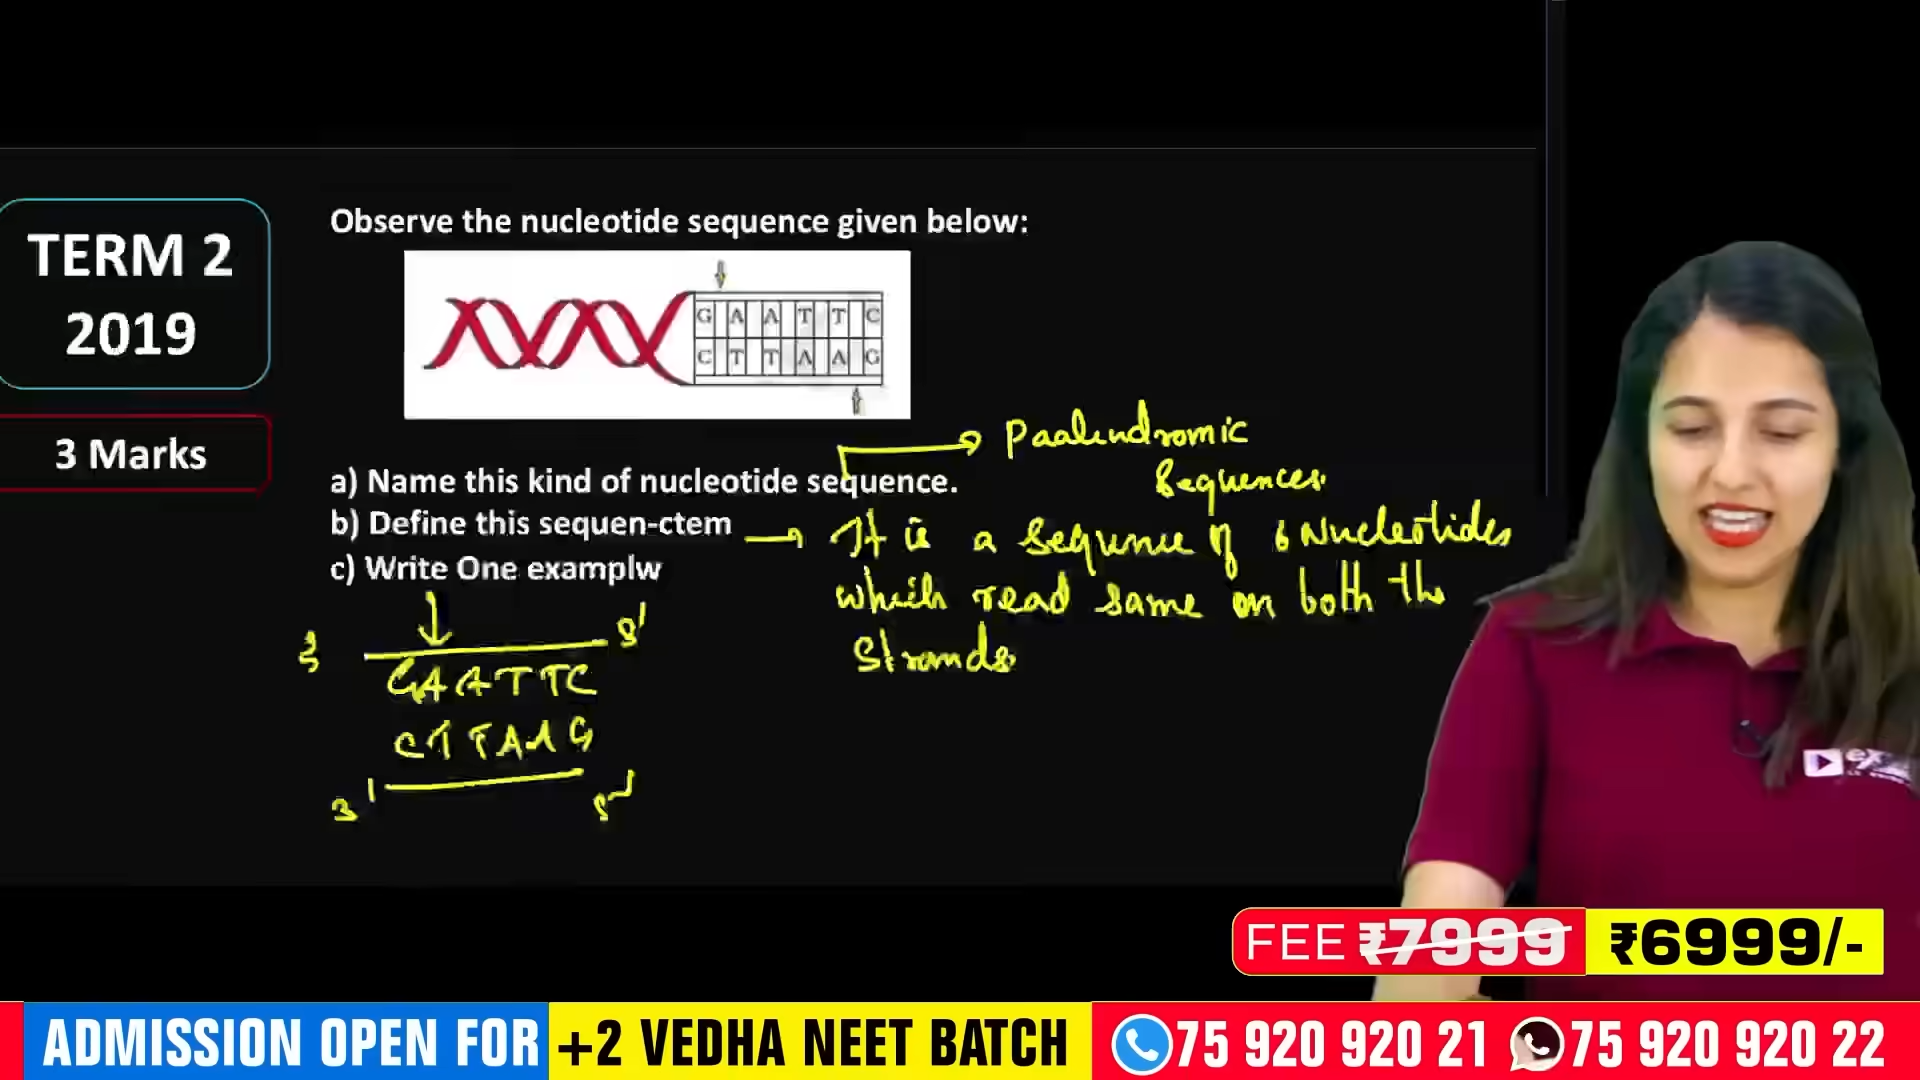 TERM 2
2019
3 Marks
Observe the nucleotide sequence given below:
G A A T T C
C T T A A G
Paalindromic
Sequences.
a) Name this kind of nucleotide sequence.
b) Define this sequen-ctem
It is a Sequence of 6 Nucleotides
which read same on both the
Strands.
c) Write One examplw
GAATTC
CTTAAG
3'
FEE ₹7999 ₹6999/-
ADMISSION OPEN FOR +2 VEDHA NEET BATCH 75 920 920 21 75 920 920 22